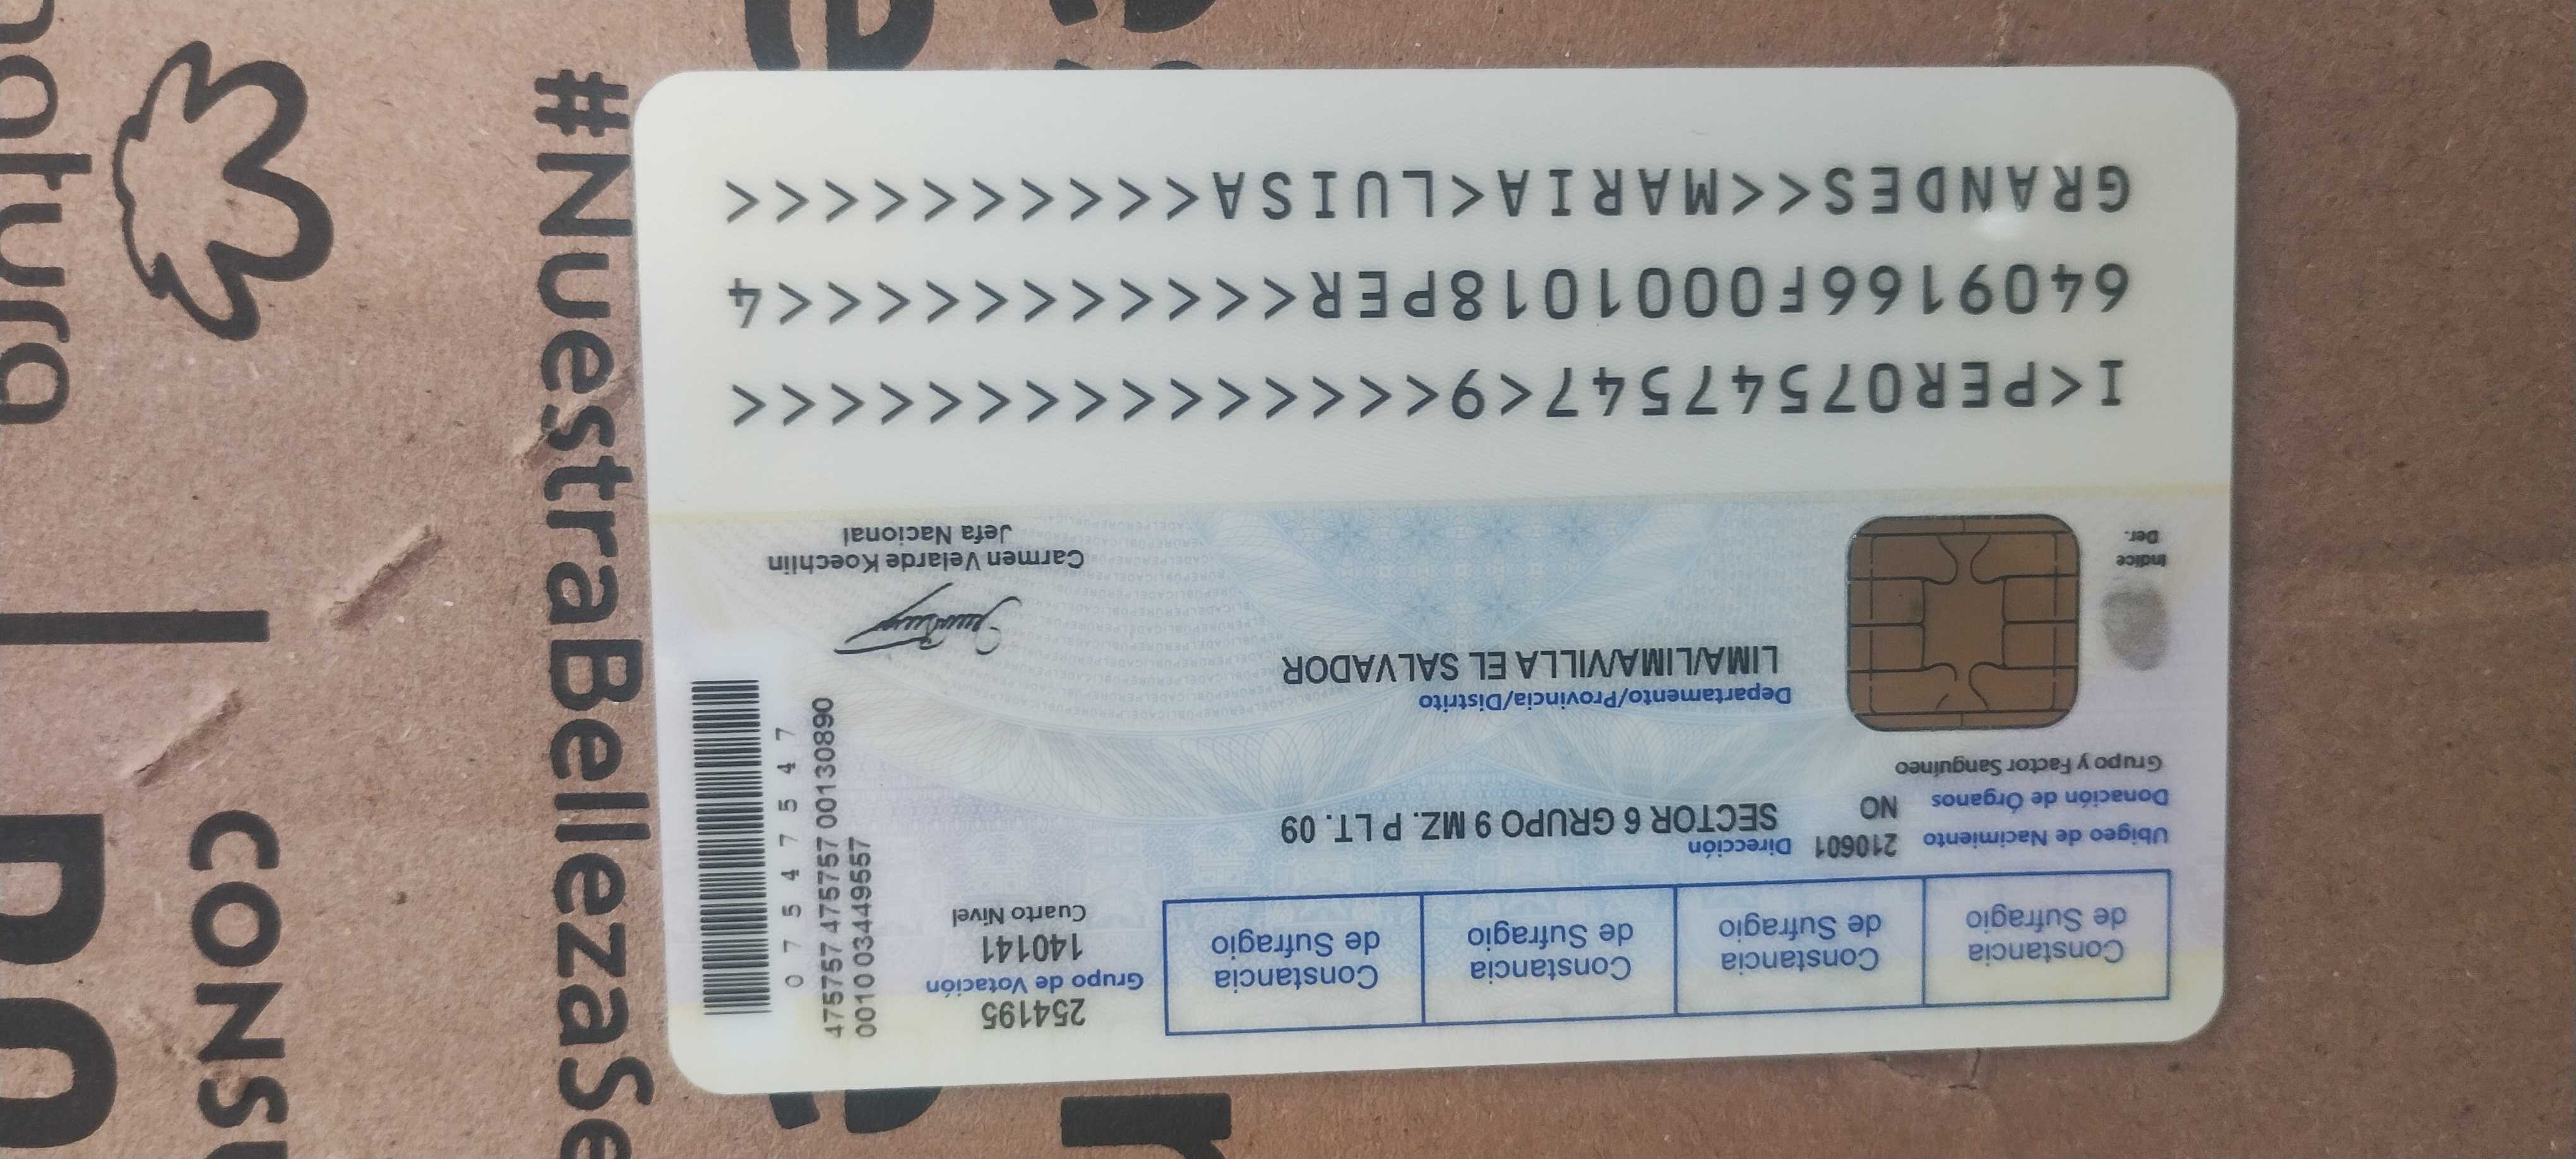 Constancia de Sufragio
Constancia de Sufragio
Constancia de Sufragio
Constancia de Sufragio
254195
Grupo de Votación
140141
Cuarto Nivel
Ubigeo de Nacimiento 210601
Donación de Órganos NO
Grupo y Factor Sanguíneo
Dirección
SECTOR 6 GRUPO 9 MZ. P LT. 09
Departamento/Provincia/Distrito
LIMA/LIMA/VILLA EL SALVADOR
Indice
Der.
Carmen Velarde Koechlin
Jefa Nacional
0 7 5 4 7 5 4 7
475757 475757 00130890
0010 03449557
I<PER07547547<9<<<<<<<<<<<<<<<
6409166F0001018PER<<<<<<<<<<<4
GRANDES<<MARIA<LUISA<<<<<<<<<<
#NuestraBellezaSe
CONS